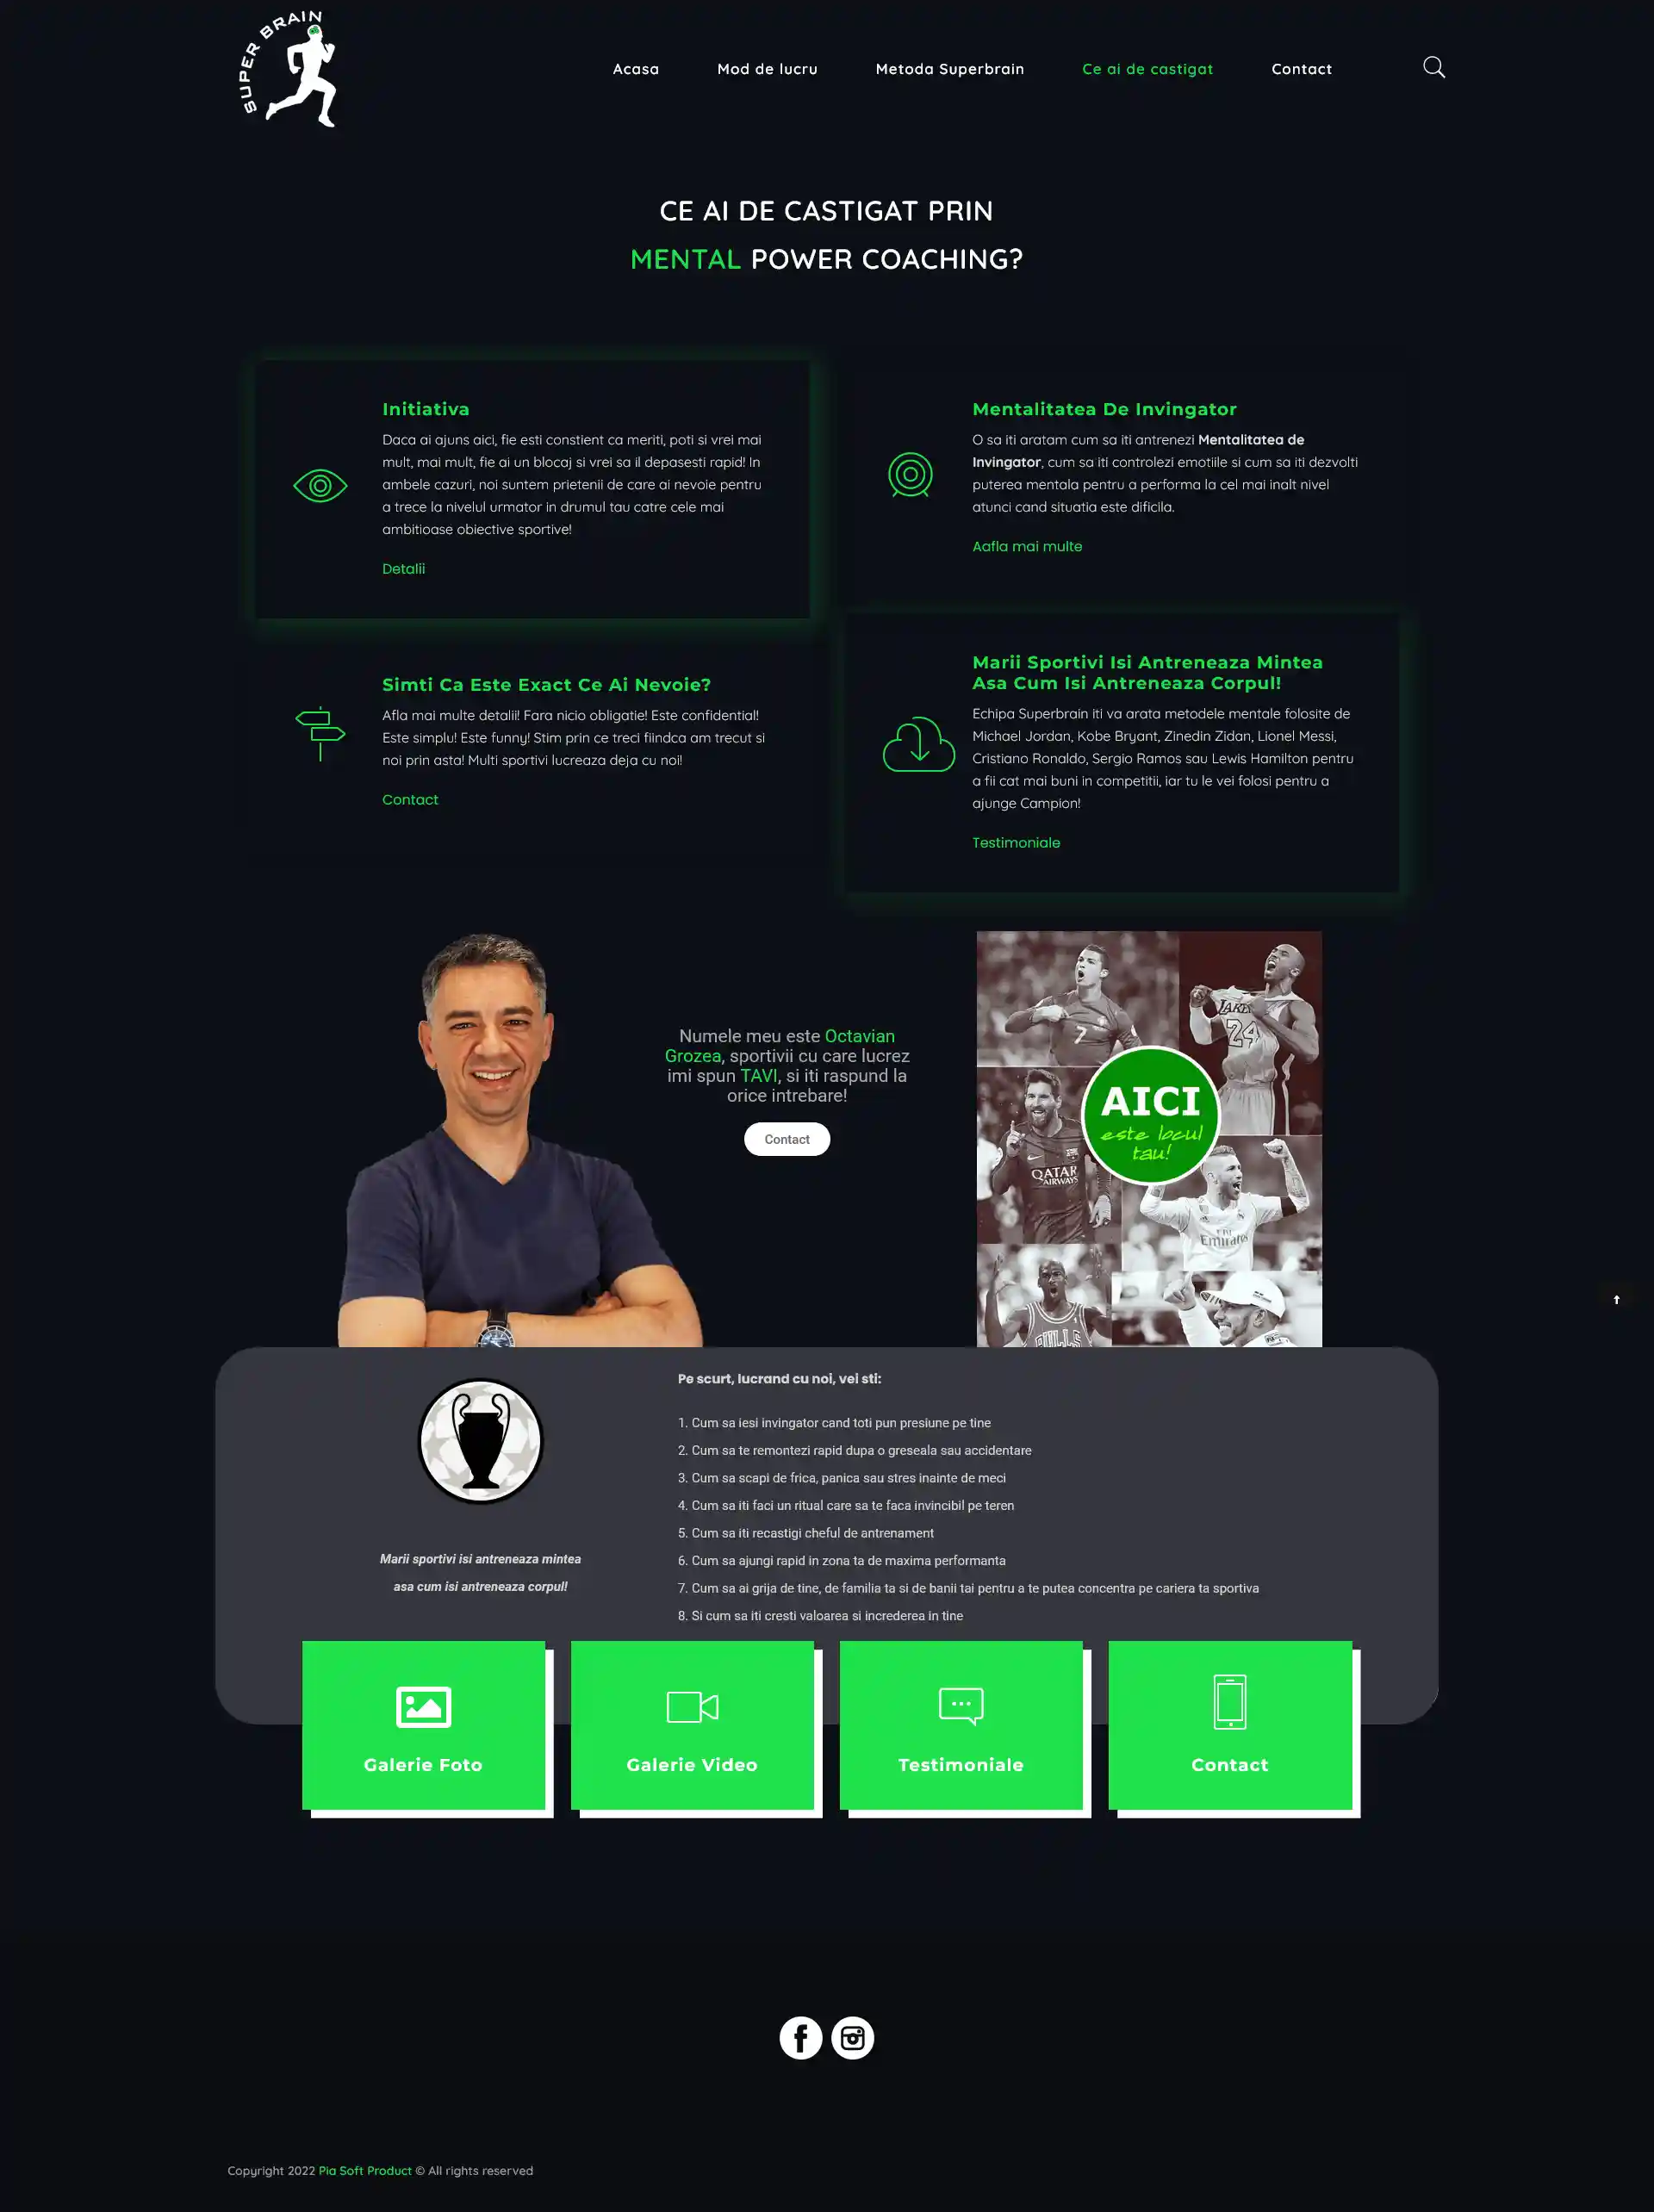 SUPER BRAIN
Acasa
Mod de lucru
Metoda Superbrain
Ce ai de castigat
Contact
CE AI DE CASTIGAT PRIN
MENTAL POWER COACHING?
Initiativa
Daca ai ajuns aici, fie esti constient ca meriti, poti si vrei mai
mult, mai mult, fie ai un blocaj si vrei sa il depasesti rapid! In
ambele cazuri, noi suntem prietenii de care ai nevoie pentru
a trece la nivelul urmator in drumul tau catre cele mai
ambitioase obiective sportive!
Detalii
Mentalitatea De Invingator
O sa iti aratam cum sa iti antrenezi Mentalitatea de
Invingator, cum sa iti controlezi emotiile si cum sa iti dezvolti
puterea mentala pentru a performa la cel mai inalt nivel
atunci cand situatia este dificila.
Aafla mai multe
Simti Ca Este Exact Ce Ai Nevoie?
Afla mai multe detalii! Fara nicio obligatie! Este confidential!
Este simplu! Este funny! Stim prin ce treci fiindca am trecut si
noi prin asta! Multi sportivi lucreaza deja cu noi!
Contact
Marii Sportivi Isi Antreneaza Mintea
Asa Cum Isi Antreneaza Corpul!
Echipa Superbrain iti va arata metodele mentale folosite de
Michael Jordan, Kobe Bryant, Zinedin Zidan, Lionel Messi,
Cristiano Ronaldo, Sergio Ramos sau Lewis Hamilton pentru
a fii cat mai buni in competitii, iar tu le vei folosi pentru a
ajunge Campion!
Testimoniale
Numele meu este Octavian
Grozea, sportivii cu care lucrez
imi spun TAVI, si iti raspund la
orice intrebare!
Contact
7
24
AICI
este locul
tau!
QATAR
AIRWAYS
Fly
Emirates
BULLS
Marii sportivi isi antreneaza mintea
asa cum isi antreneaza corpul!
Pe scurt, lucrand cu noi, vei sti:
1. Cum sa iesi invingator cand toti pun presiune pe tine
2. Cum sa te remontezi rapid dupa o greseala sau accidentare
3. Cum sa scapi de frica, panica sau stres inainte de meci
4. Cum sa iti faci un ritual care sa te faca invincibil pe teren
5. Cum sa iti recastigi cheful de antrenament
6. Cum sa ajungi rapid in zona ta de maxima performanta
7. Cum sa ai grija de tine, de familia ta si de banii tai pentru a te putea concentra pe cariera ta sportiva
8. Si cum sa iti cresti valoarea si increderea in tine
Galerie Foto
Galerie Video
Testimoniale
Contact
Copyright 2022 Pia Soft Product © All rights reserved